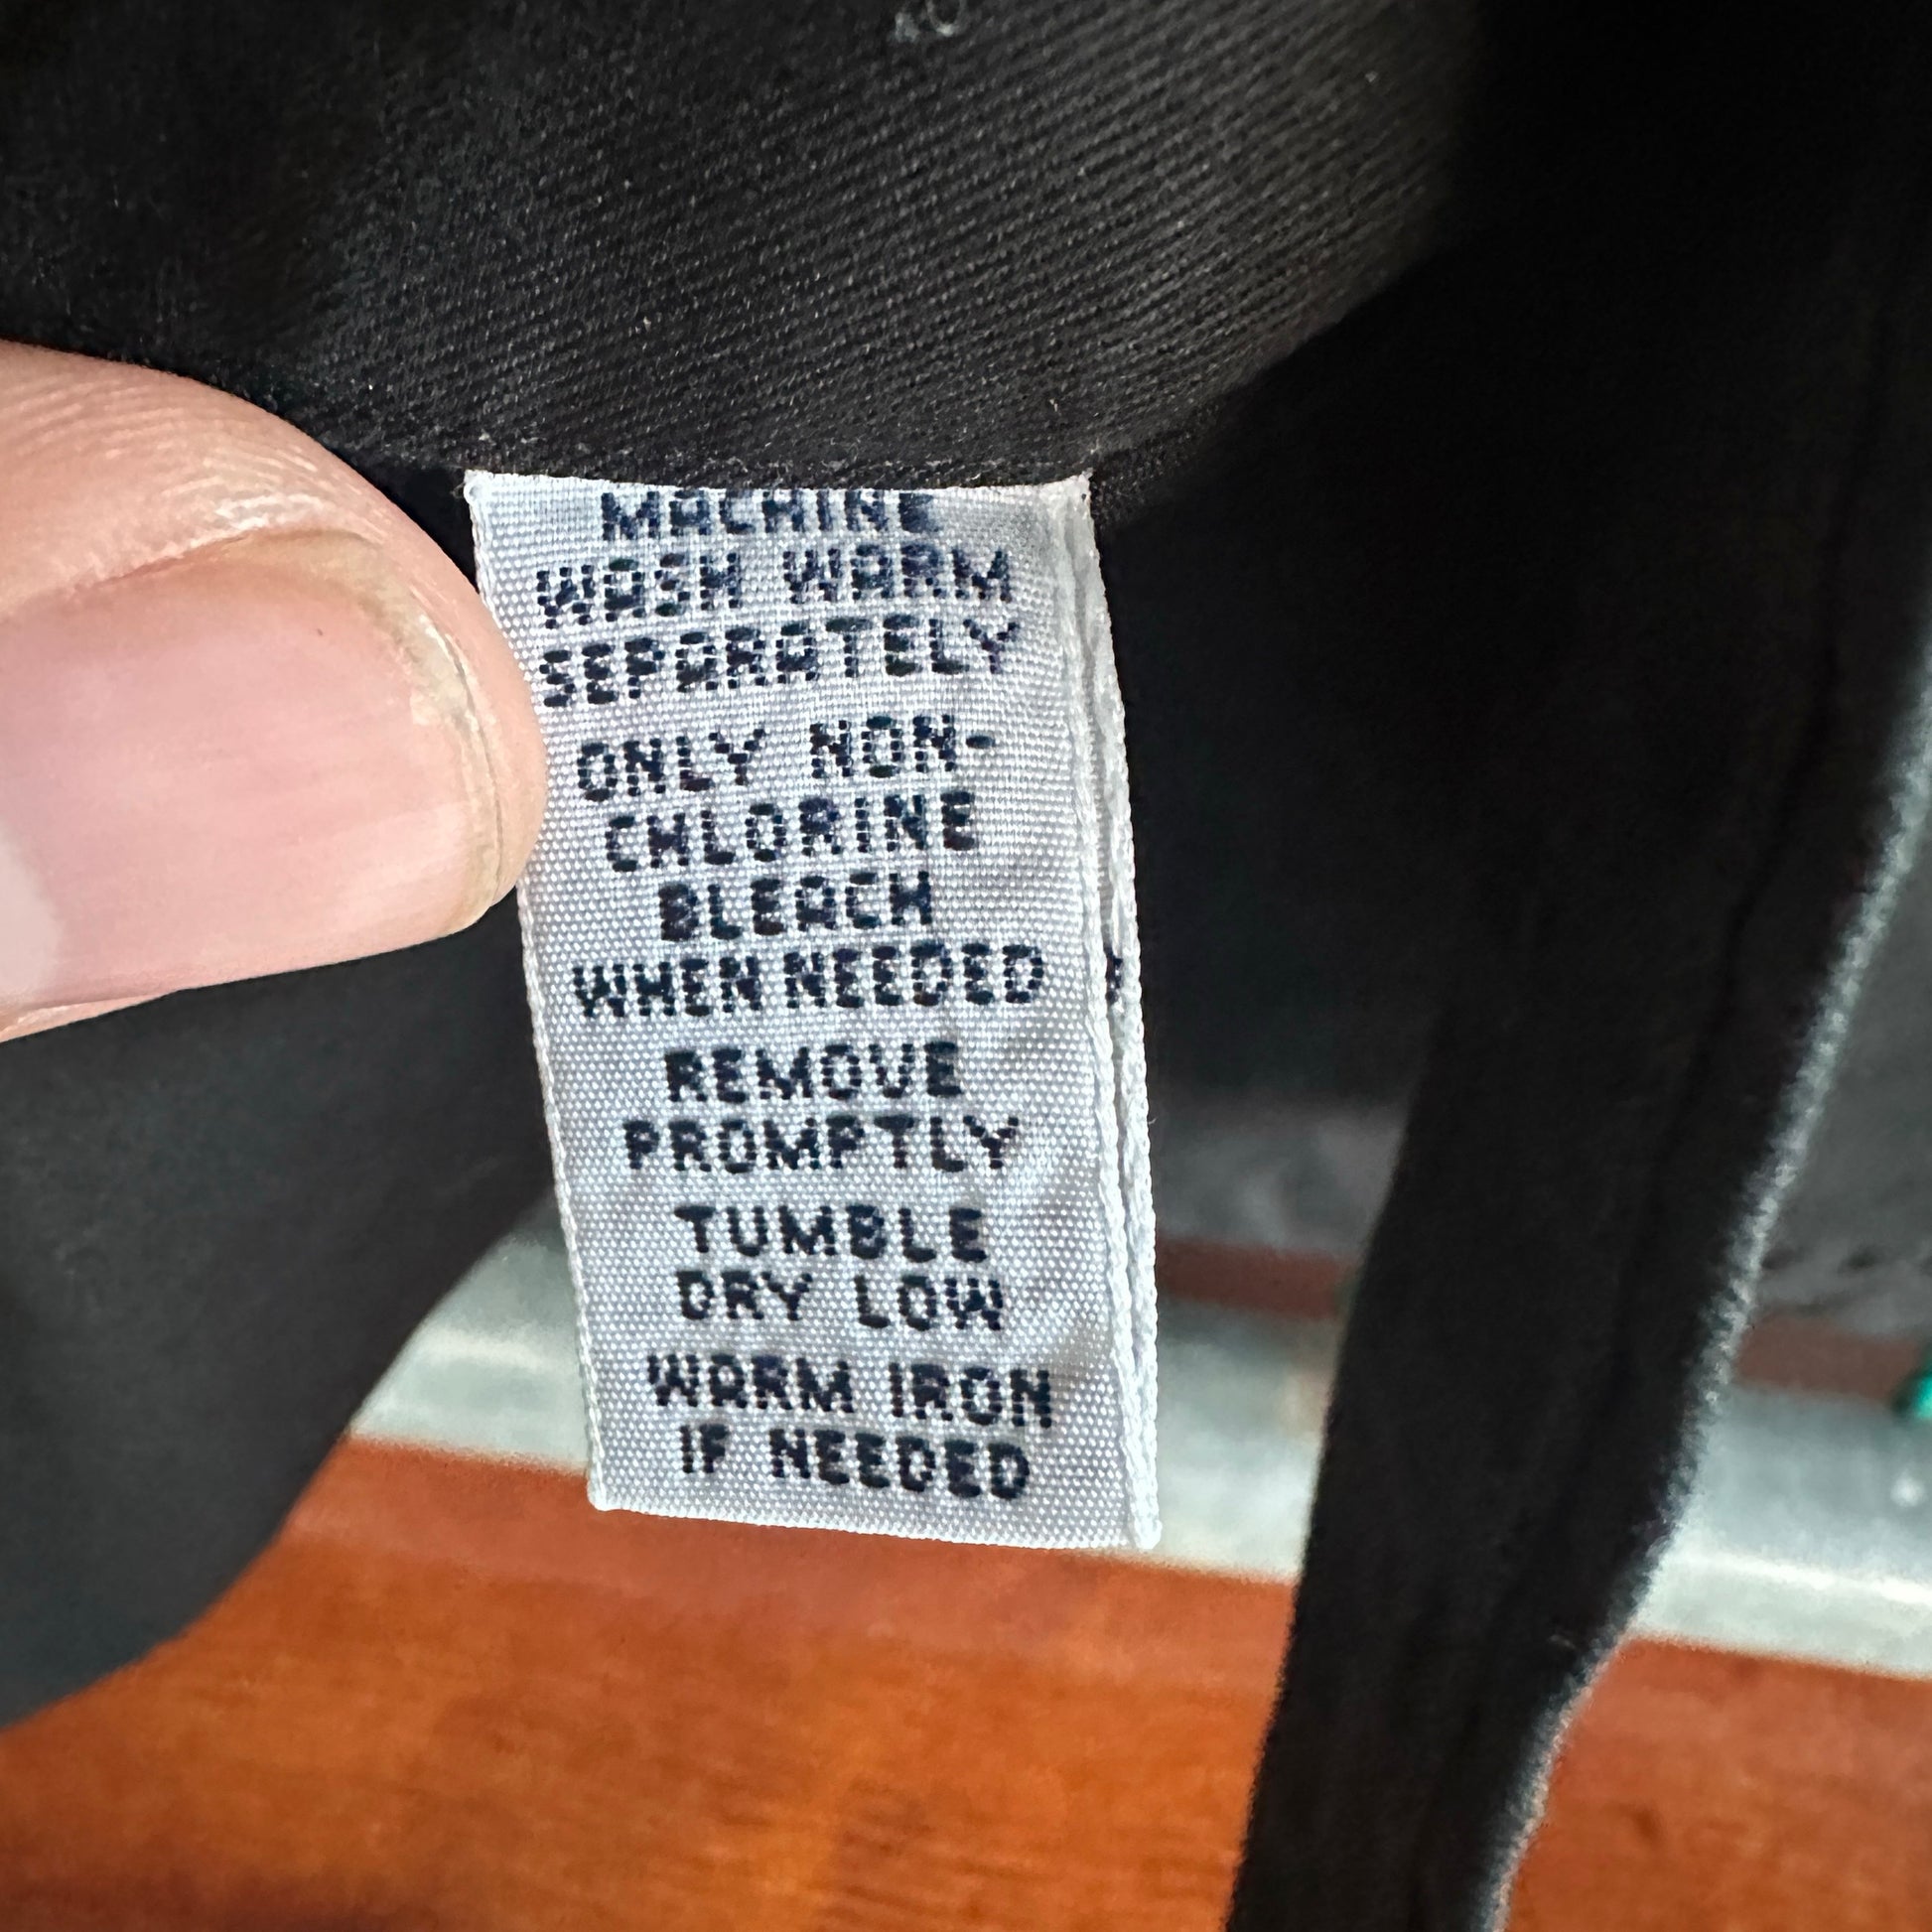 MACHINE
WASH WARM
SEPARATELY
ONLY NON-
CHLORINE
BLEACH
WHEN NEEDED
REMOVE
PROMPTLY
TUMBLE
DRY LOW
WARM IRON
IF NEEDED